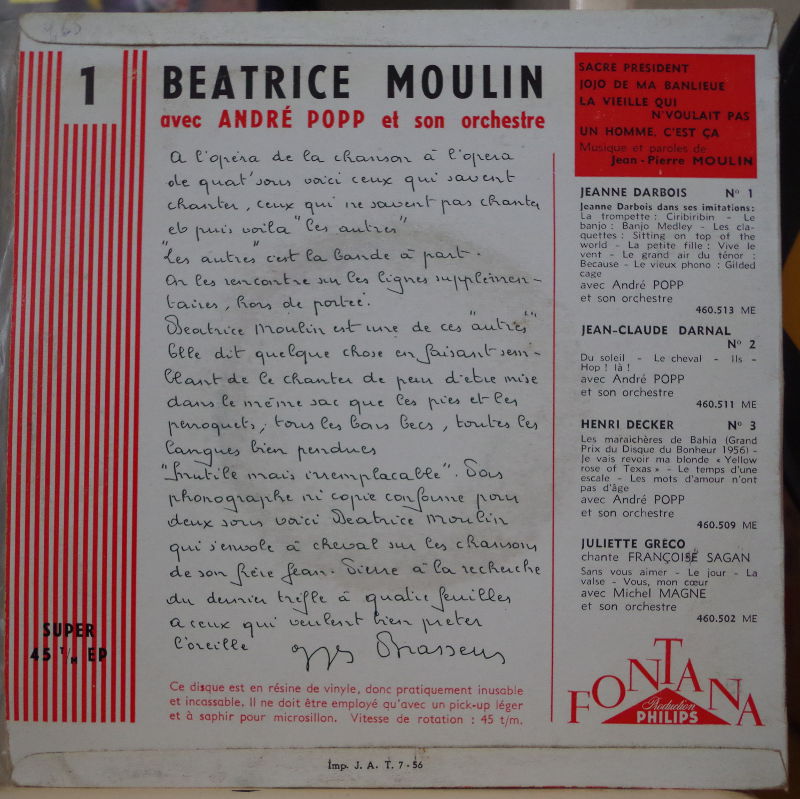 1
BEATRICE MOULIN
avec ANDRÉ POPP et son orchestre
A l'opéra de la chanson à l'opera
de quat'sous voici ceux qui savent
chanter, ceux qui ne savent pas chanter
et puis voila "les autres"
"Les autres" c'est la bande à part.
On les rencontre sur les lignes supplémen-
taires, hors de portée.
Beatrice Moulin est une de ces "autres"
Elle dit quelque chose en faisant sem-
blant de le chanter de peur d'être mise
dans le même sac que les pies et les
peroquets, tous les bons becs, toutes les
langues bien pendues
"Inutile mais irremplacable". Sans
phonographe ni copie conforme pour
deux sous voici Beatrice Moulin
qui s'envole à cheval sur les chansons
de son frère Jean-Pierre à la recherche
du dernier trèfle à quatre feuilles
a ceux qui veulent bien preter
l'oreille
Brassens
Ce disque est en résine de vinyle, donc pratiquement inusable
et incassable. Il ne doit être employé qu'avec un pick-up léger
et à saphir pour microsillon. Vitesse de rotation : 45 t/m.
SUPER
45 T/M EP
SACRE PRESIDENT
JOJO DE MA BANLIEUE
LA VIEILLE QUI
N'VOULAIT PAS
UN HOMME, C'EST ÇA
Musique et paroles de
Jean-Pierre MOULIN
JEANNE DARBOIS Nº 1
Jeanne Darbois dans ses imitations:
La trompette : Ciribiribin - Le
banjo : Banjo Medley - Les cla-
quettes : Sitting on top of the
world - La petite fille : Vive le
vent - Le grand air du ténor :
Because - Le vieux phono : Gilded
cage
avec André POPP
et son orchestre
460.513 ME
JEAN-CLAUDE DARNAL
Nº 2
Du soleil - Le cheval - Ils -
Hop ! là !
avec André POPP
et son orchestre
460.511 ME
HENRI DECKER Nº 3
Les maraichères de Bahia (Grand
Prix du Disque du Bonheur 1956) -
Je vais revoir ma blonde « Yellow
rose of Texas » - Le temps d'une
escale - Les mots d'amour n'ont
pas d'âge
avec André POPP
et son orchestre
460.509 ME
JULIETTE GRECO
chante FRANÇOISE SAGAN
Sans vous aimer - Le jour - La
valse - Vous, mon cœur
avec Michel MAGNE
et son orchestre
460.502 ME
FONTANA
Production
PHILIPS
Imp. J. A. T. 7-56